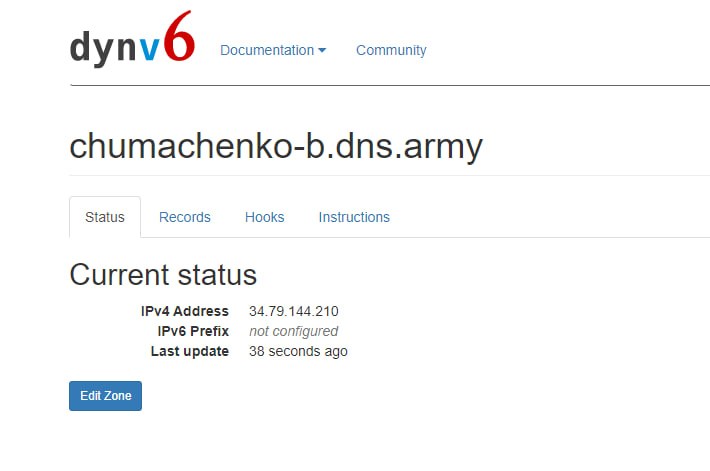 dynv6 Documentation Community
chumachenko-b.dns.army
Status Records Hooks Instructions
Current status
IPv4 Address 34.79.144.210
IPv6 Prefix not configured
Last update 38 seconds ago
Edit Zone